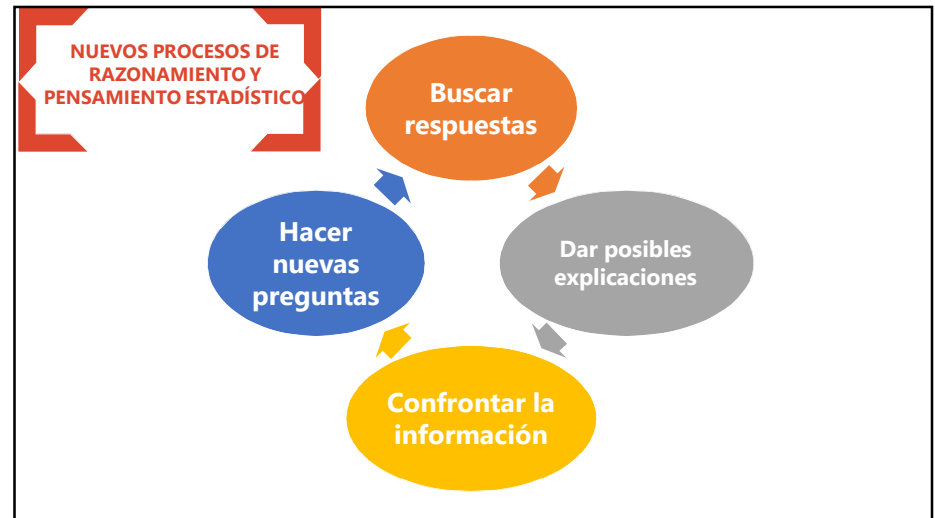 NUEVOS PROCESOS DE
RAZONAMIENTO Y
PENSAMIENTO ESTADÍSTICO
Buscar
respuestas
Hacer
nuevas
preguntas
Dar posibles
explicaciones
Confrontar la
información